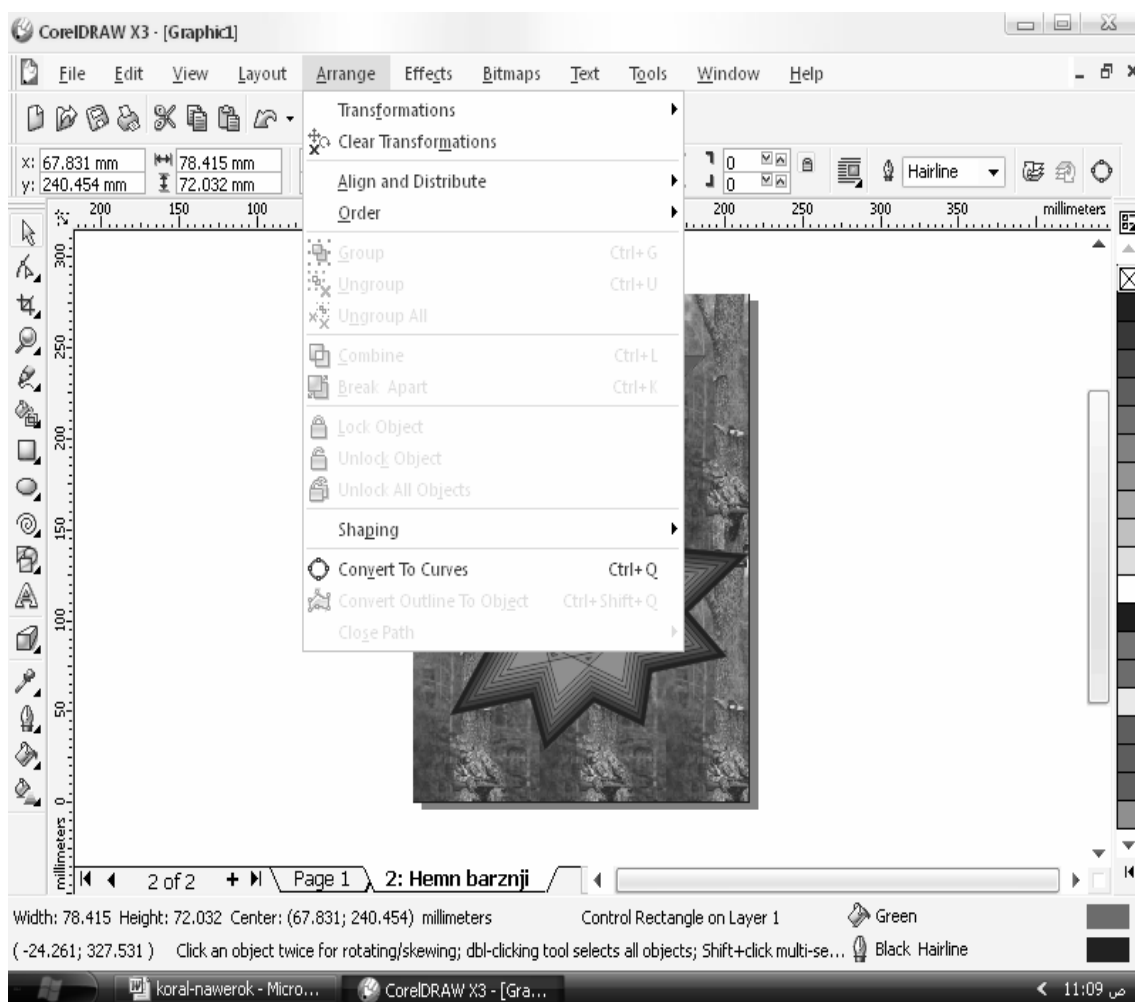 CorelDRAW X3 - [Graphic1]
File Edit View Layout Arrange Effects Bitmaps Text Tools Window Help
x: 67.831 mm 78.415 mm
y: 240.454 mm 72.032 mm
0
0
Hairline
200 150 100 200 250 300 350 millimeters
300
250
200
150
100
50
0
millimeters
Transformations
Clear Transformations
Align and Distribute
Order
Group Ctrl+G
Ungroup Ctrl+U
Ungroup All
Combine Ctrl+L
Break Apart Ctrl+K
Lock Object
Unlock Object
Unlock All Objects
Shaping
Convert To Curves Ctrl+Q
Convert Outline To Object Ctrl+Shift+Q
Close Path
2 of 2 Page 1 2: Hemn barznji
Width: 78.415 Height: 72.032 Center: (67.831; 240.454) millimeters Control Rectangle on Layer 1 Green
( -24.261; 327.531 ) Click an object twice for rotating/skewing; dbl-clicking tool selects all objects; Shift+click multi-se... Black Hairline
koral-nawerok - Micro... CorelDRAW X3 - [Gra... 11:09 ص